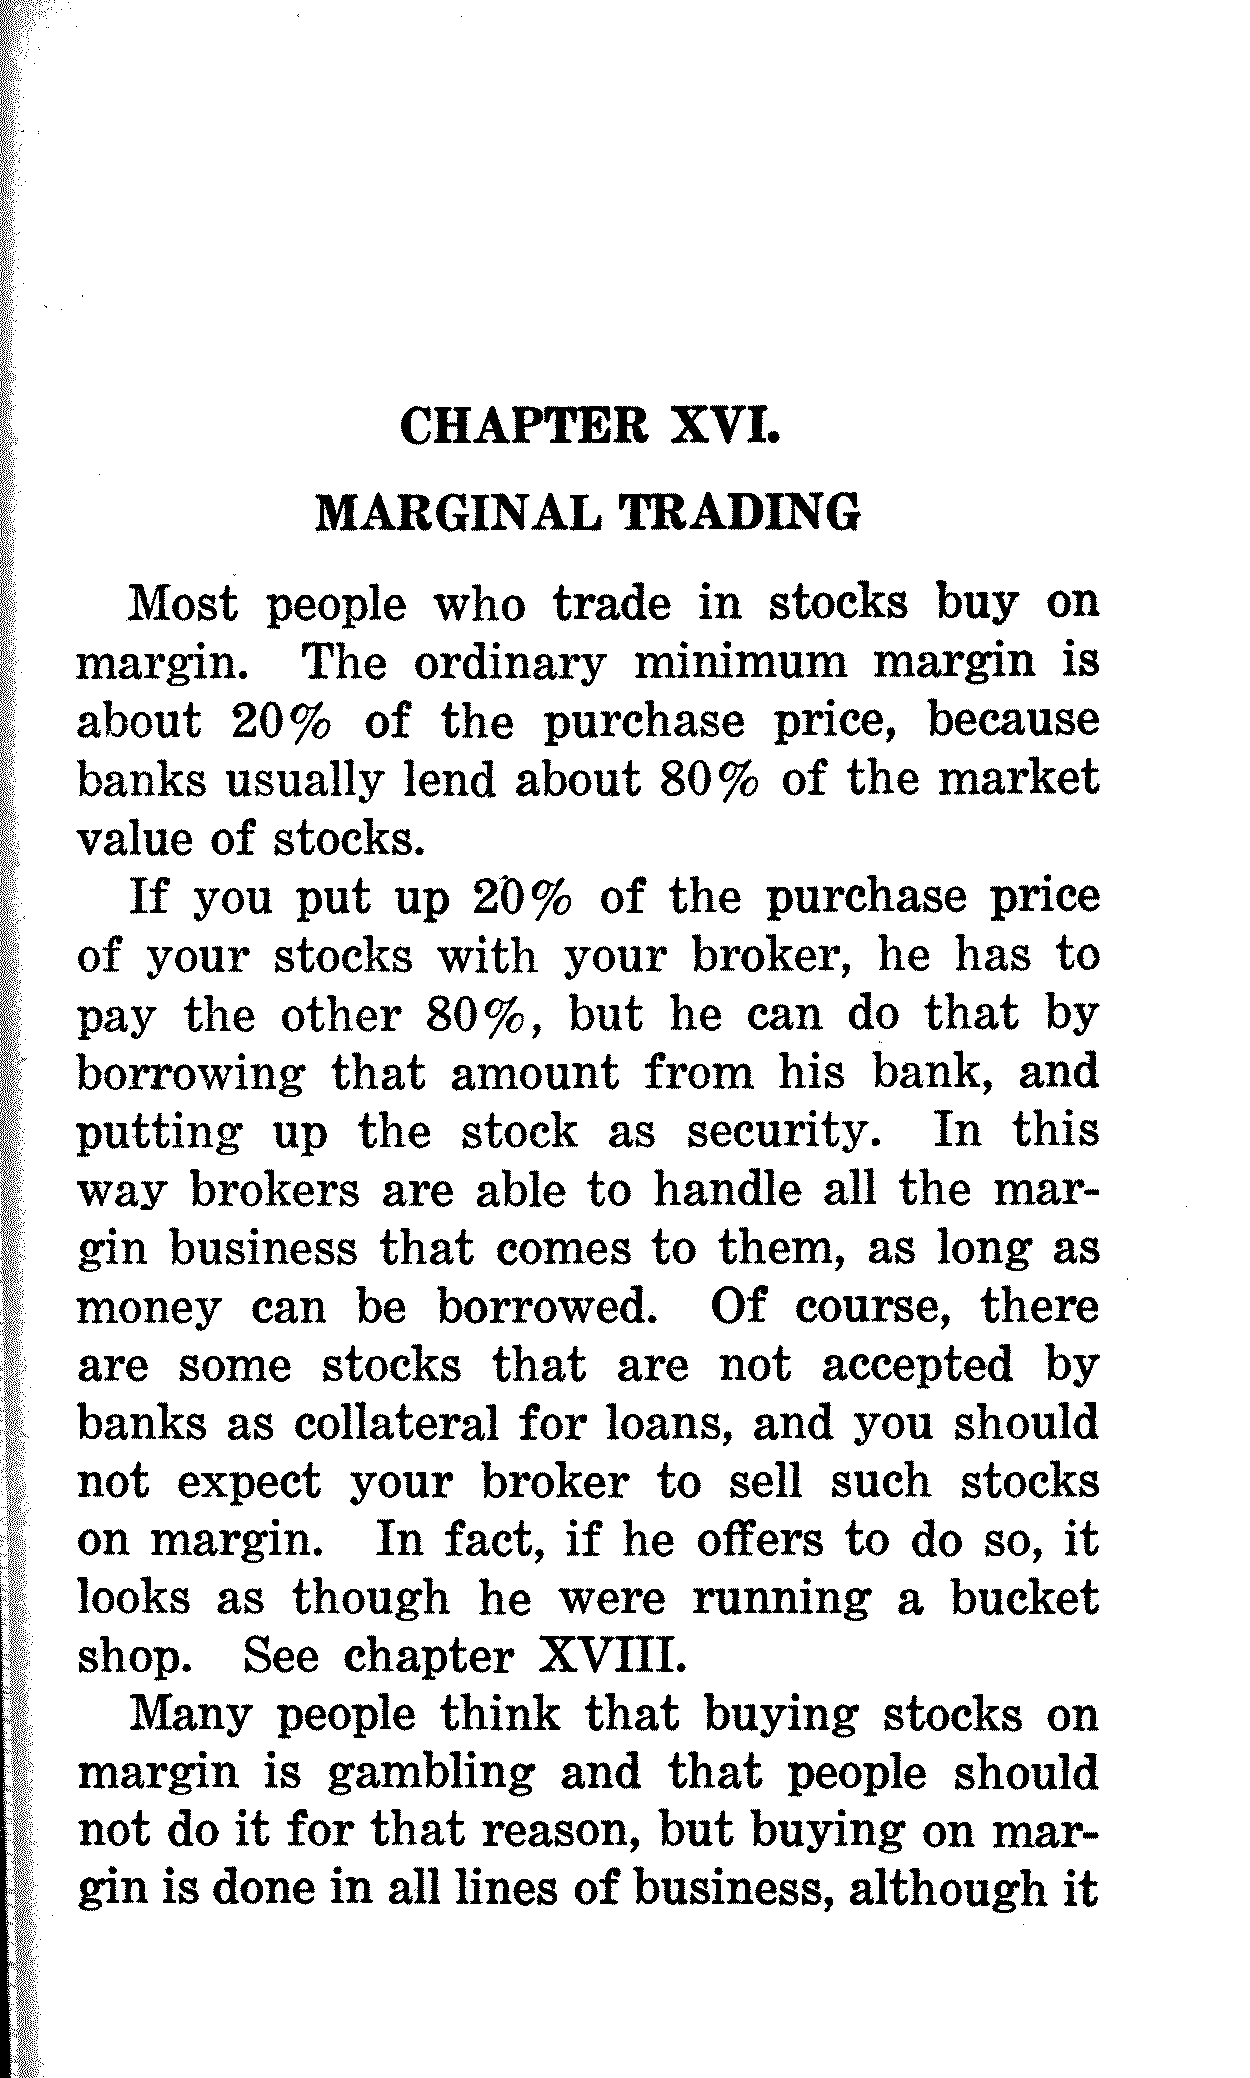 CHAPTER XVI.
MARGINAL TRADING
Most people who trade in stocks buy on
margin. The ordinary minimum margin is
about 20% of the purchase price, because
banks usually lend about 80% of the market
value of stocks.
If you put up 20% of the purchase price
of your stocks with your broker, he has to
pay the other 80%, but he can do that by
borrowing that amount from his bank, and
putting up the stock as security. In this
way brokers are able to handle all the mar-
gin business that comes to them, as long as
money can be borrowed. Of course, there
are some stocks that are not accepted by
banks as collateral for loans, and you should
not expect your broker to sell such stocks
on margin. In fact, if he offers to do so, it
looks as though he were running a bucket
shop. See chapter XVIII.
Many people think that buying stocks on
margin is gambling and that people should
not do it for that reason, but buying on mar-
gin is done in all lines of business, although it